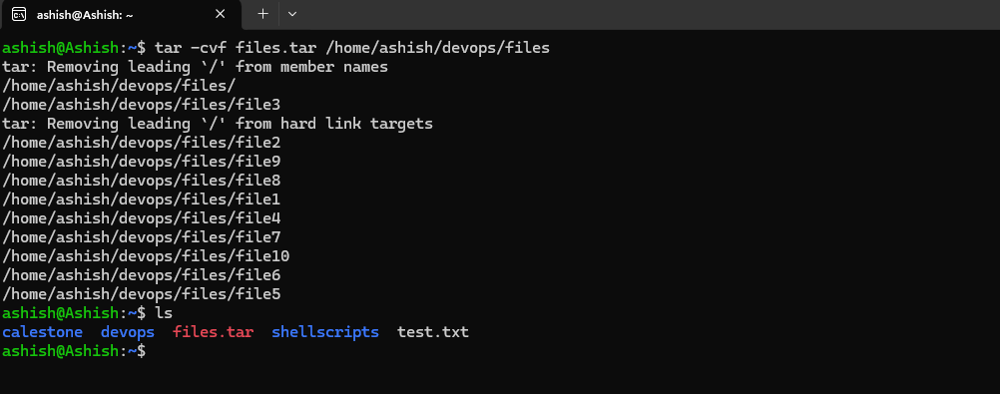 ashish@Ashish: ~
ashish@Ashish:~$ tar -cvf files.tar /home/ashish/devops/files
tar: Removing leading `/' from member names
/home/ashish/devops/files/
/home/ashish/devops/files/file3
tar: Removing leading `/' from hard link targets
/home/ashish/devops/files/file2
/home/ashish/devops/files/file9
/home/ashish/devops/files/file8
/home/ashish/devops/files/file1
/home/ashish/devops/files/file4
/home/ashish/devops/files/file7
/home/ashish/devops/files/file10
/home/ashish/devops/files/file6
/home/ashish/devops/files/file5
ashish@Ashish:~$ ls
calestone  devops  files.tar  shellscripts  test.txt
ashish@Ashish:~$